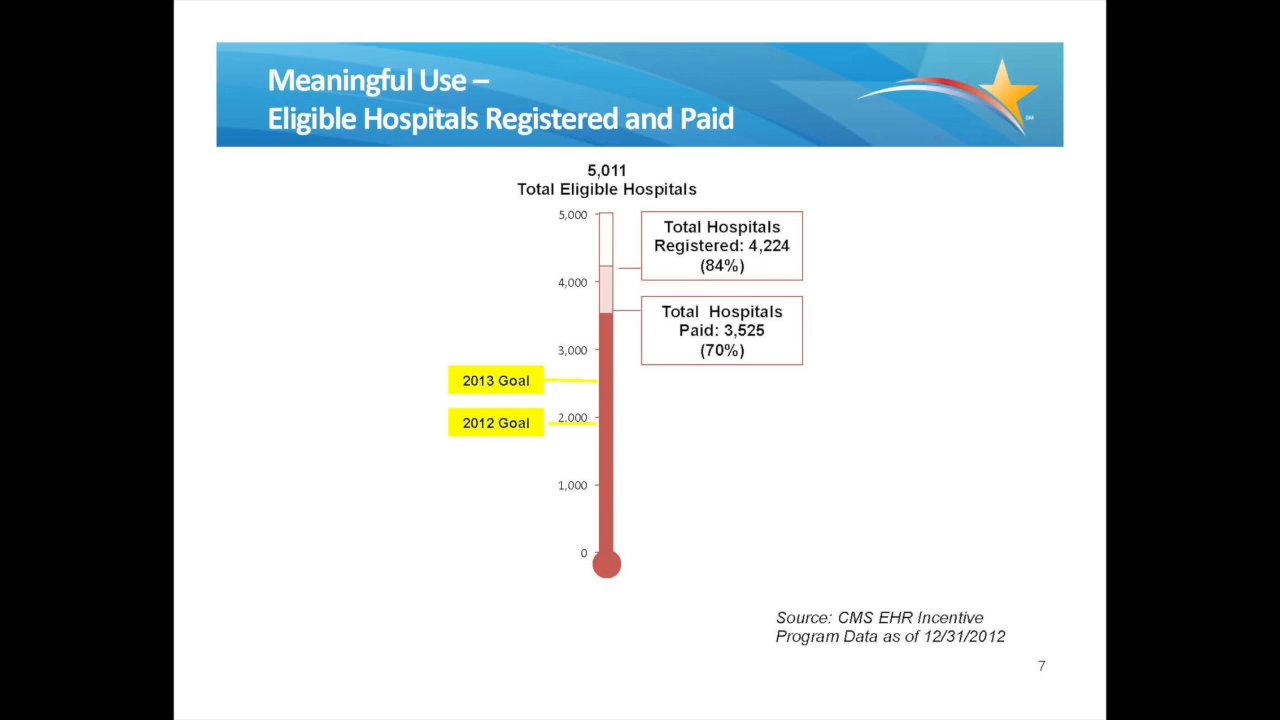 Meaningful Use –
Eligible Hospitals Registered and Paid
SM
5,011
Total Eligible Hospitals
5,000
Total Hospitals
Registered: 4,224
(84%)
4,000
Total Hospitals
Paid: 3,525
(70%)
3,000
2013 Goal
2,000
2012 Goal
1,000
0
Source: CMS EHR Incentive
Program Data as of 12/31/2012
7